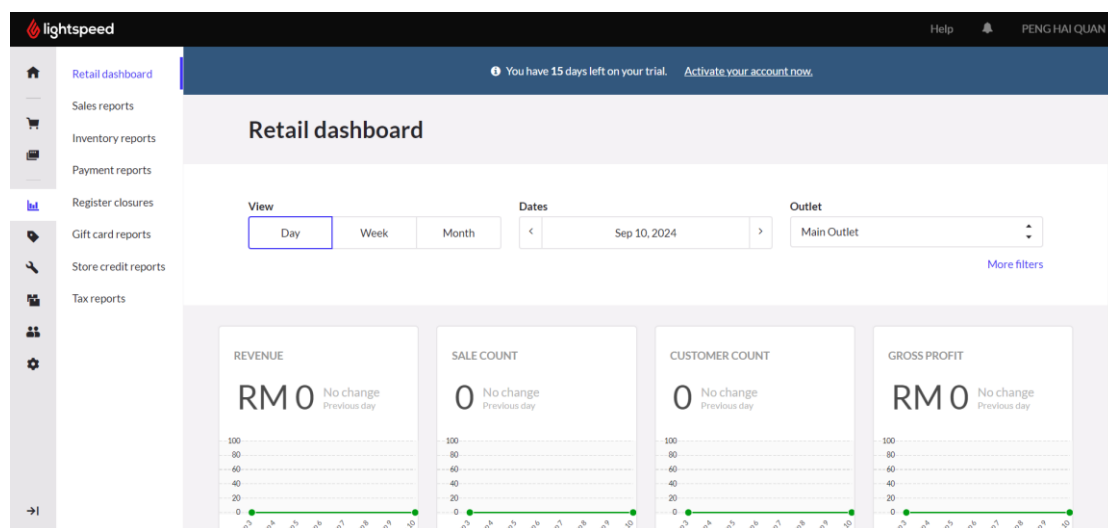 lightspeed
Help
PENG HAI QUAN
Retail dashboard
Sales reports
Inventory reports
Payment reports
Register closures
Gift card reports
Store credit reports
Tax reports
You have 15 days left on your trial. Activate your account now.
Retail dashboard
View
Day Week Month
Dates
< Sep 10, 2024 >
Outlet
Main Outlet
More filters
REVENUE
RM 0 No change
Previous day
100
80
60
40
20
0
SALE COUNT
0 No change
Previous day
100
80
60
40
20
0
CUSTOMER COUNT
0 No change
Previous day
100
80
60
40
20
0
GROSS PROFIT
RM 0 No change
Previous day
100
80
60
40
20
0